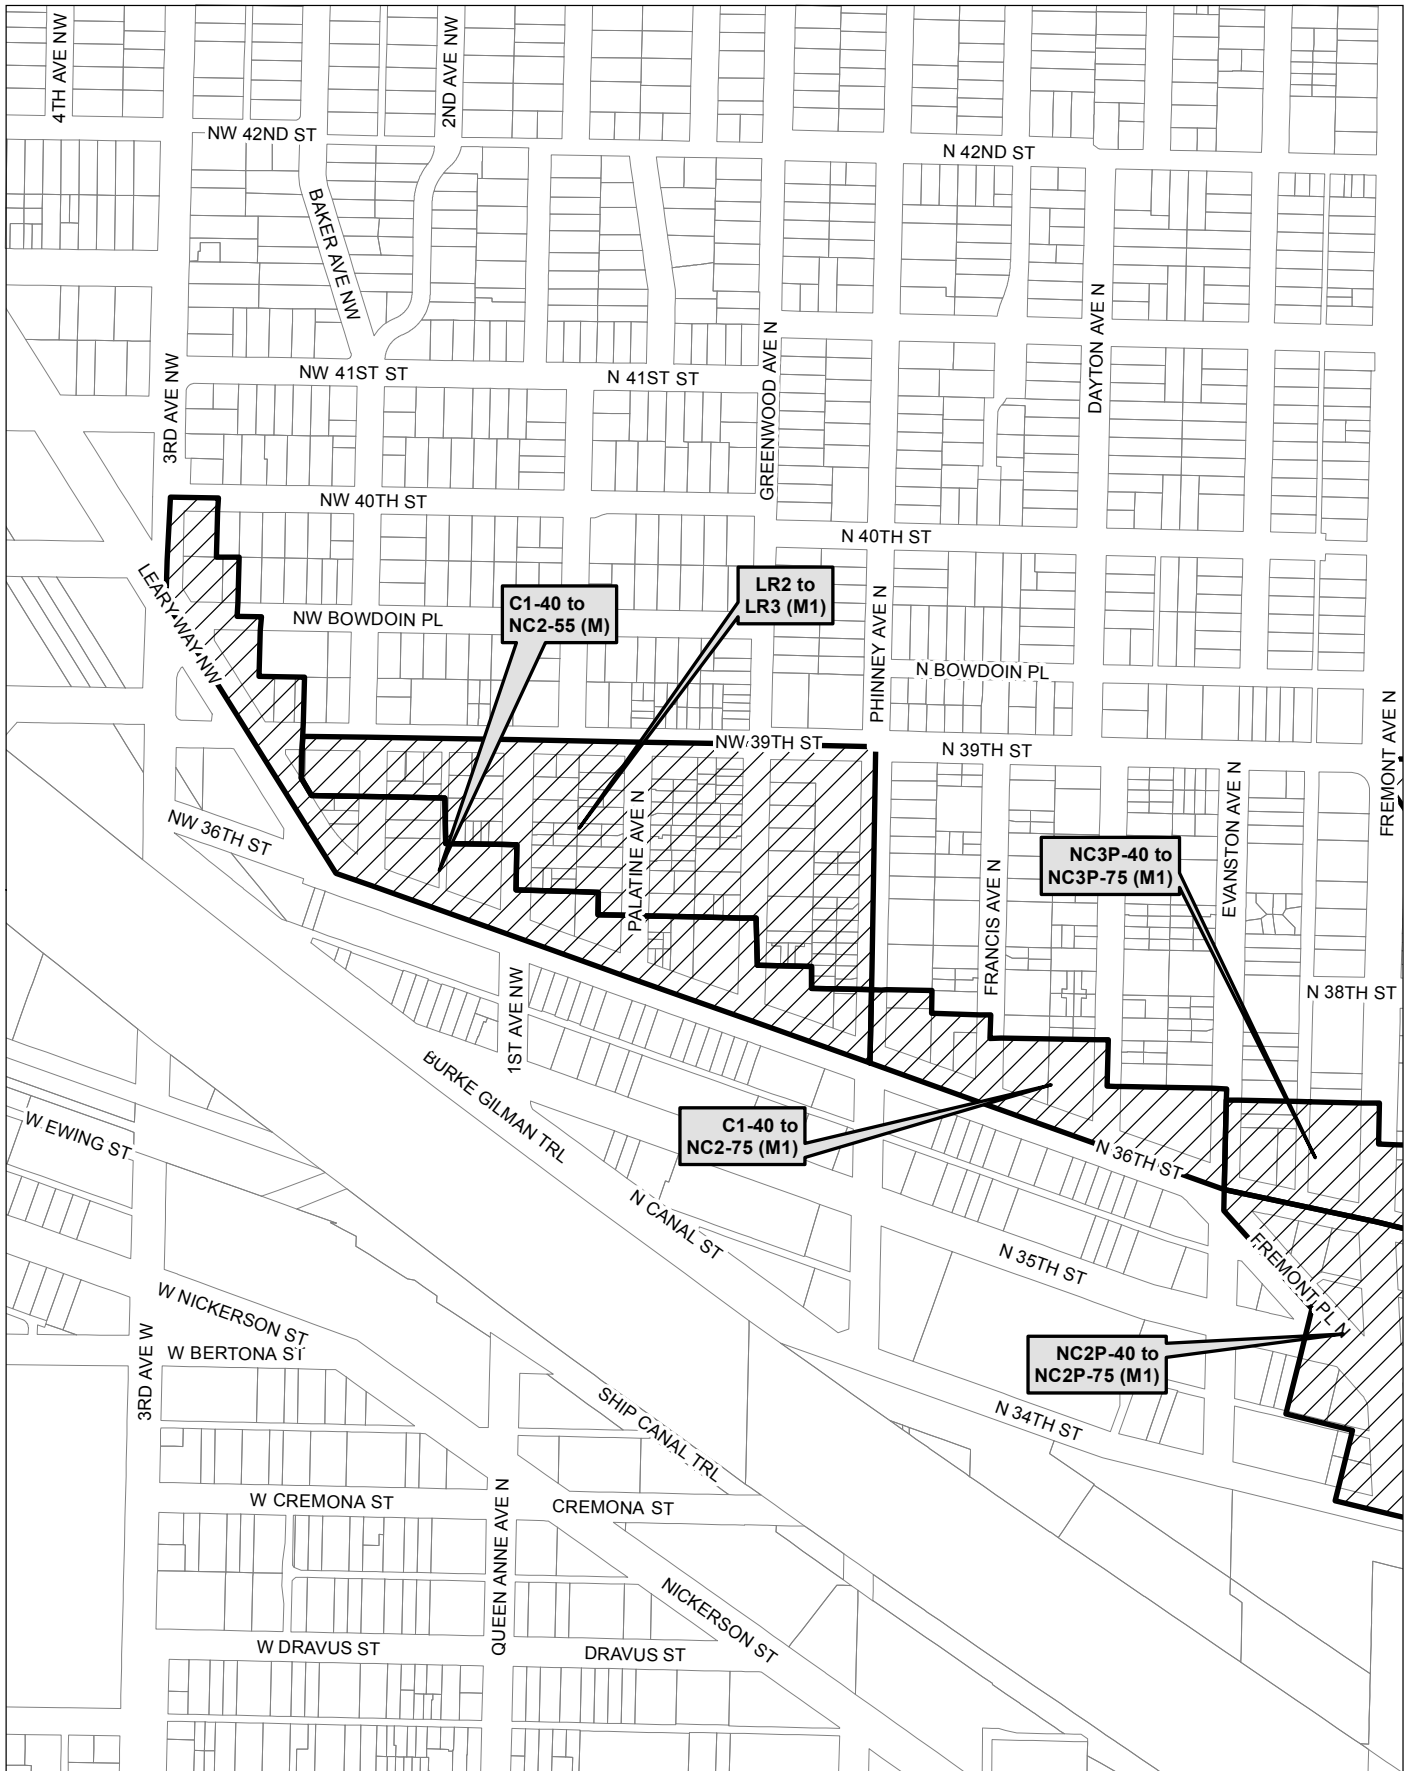 4TH AVE NW
2ND AVE NW
NW 42ND ST
N 42ND ST
BAKER AVE NW
3RD AVE NW
NW 41ST ST
N 41ST ST
GREENWOOD AVE N
DAYTON AVE N
NW 40TH ST
N 40TH ST
LEARY WAY NW
C1-40 to
NC2-55 (M)
LR2 to
LR3 (M1)
NW BOWDOIN PL
PHINNEY AVE N
N BOWDOIN PL
FREMONT AVE N
NW 39TH ST
N 39TH ST
NW 36TH ST
PALATINE AVE N
FRANCIS AVE N
NC3P-40 to
NC3P-75 (M1)
EVANSTON AVE N
N 38TH ST
1ST AVE NW
BURKE GILMAN TRL
C1-40 to
NC2-75 (M1)
W EWING ST
N 36TH ST
N CANAL ST
N 35TH ST
FREMONT PL N
W NICKERSON ST
W BERTONA ST
3RD AVE W
NC2P-40 to
NC2P-75 (M1)
SHIP CANAL TRL
N 34TH ST
W CREMONA ST
CREMONA ST
QUEEN ANNE AVE N
NICKERSON ST
W DRAVUS ST
DRAVUS ST